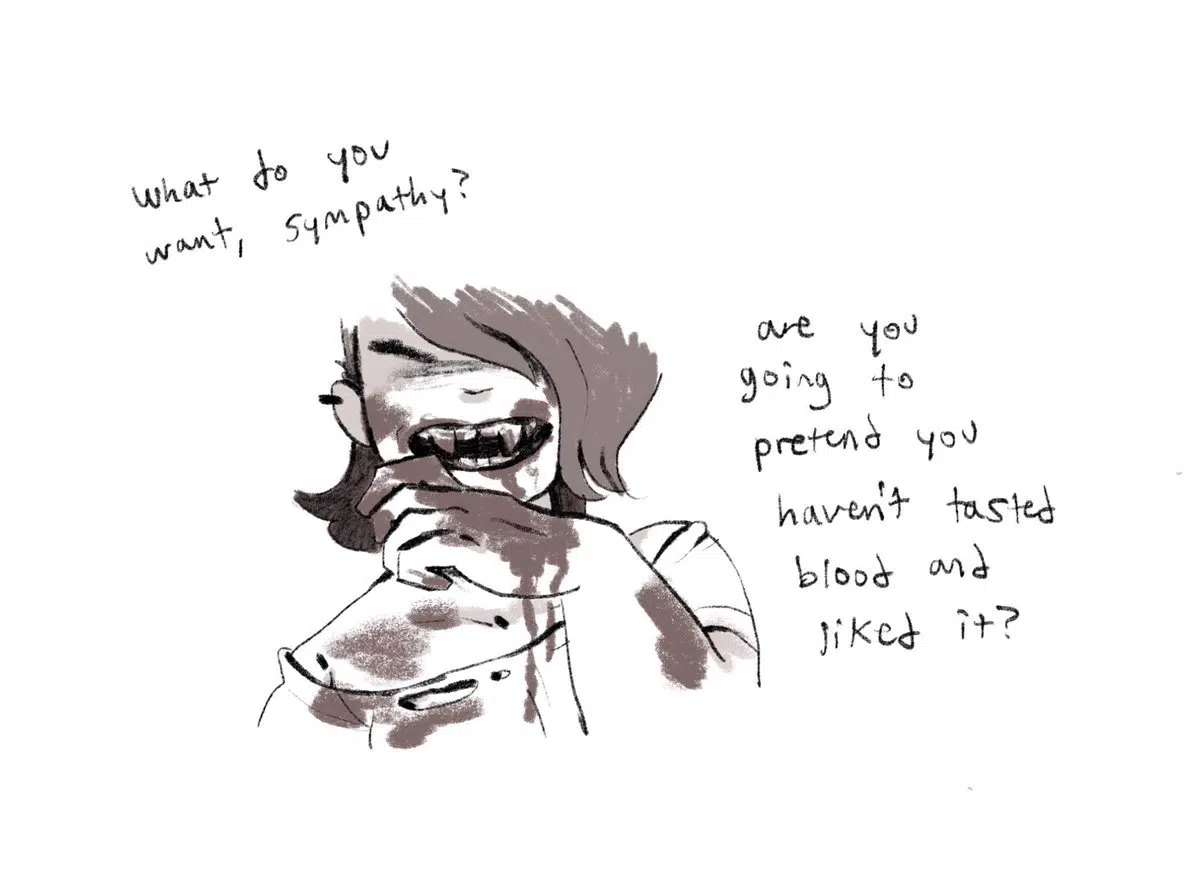 what do you
want, sympathy?
are you
going to
pretend you
haven't tasted
blood and
liked it?